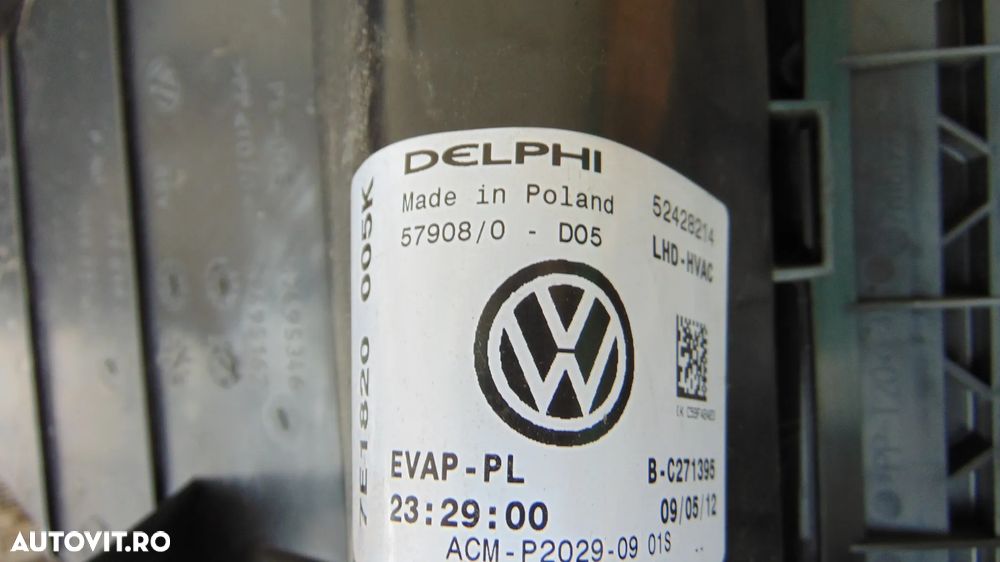 DELPHI
Made in Poland
57908/0 - D05
52428214
LHD-HVAC
7E1820 005K
EVAP-PL
23:29:00
B-C271395
09/05/12
ACM-P2029-09 01S
AUTOVIT.RO